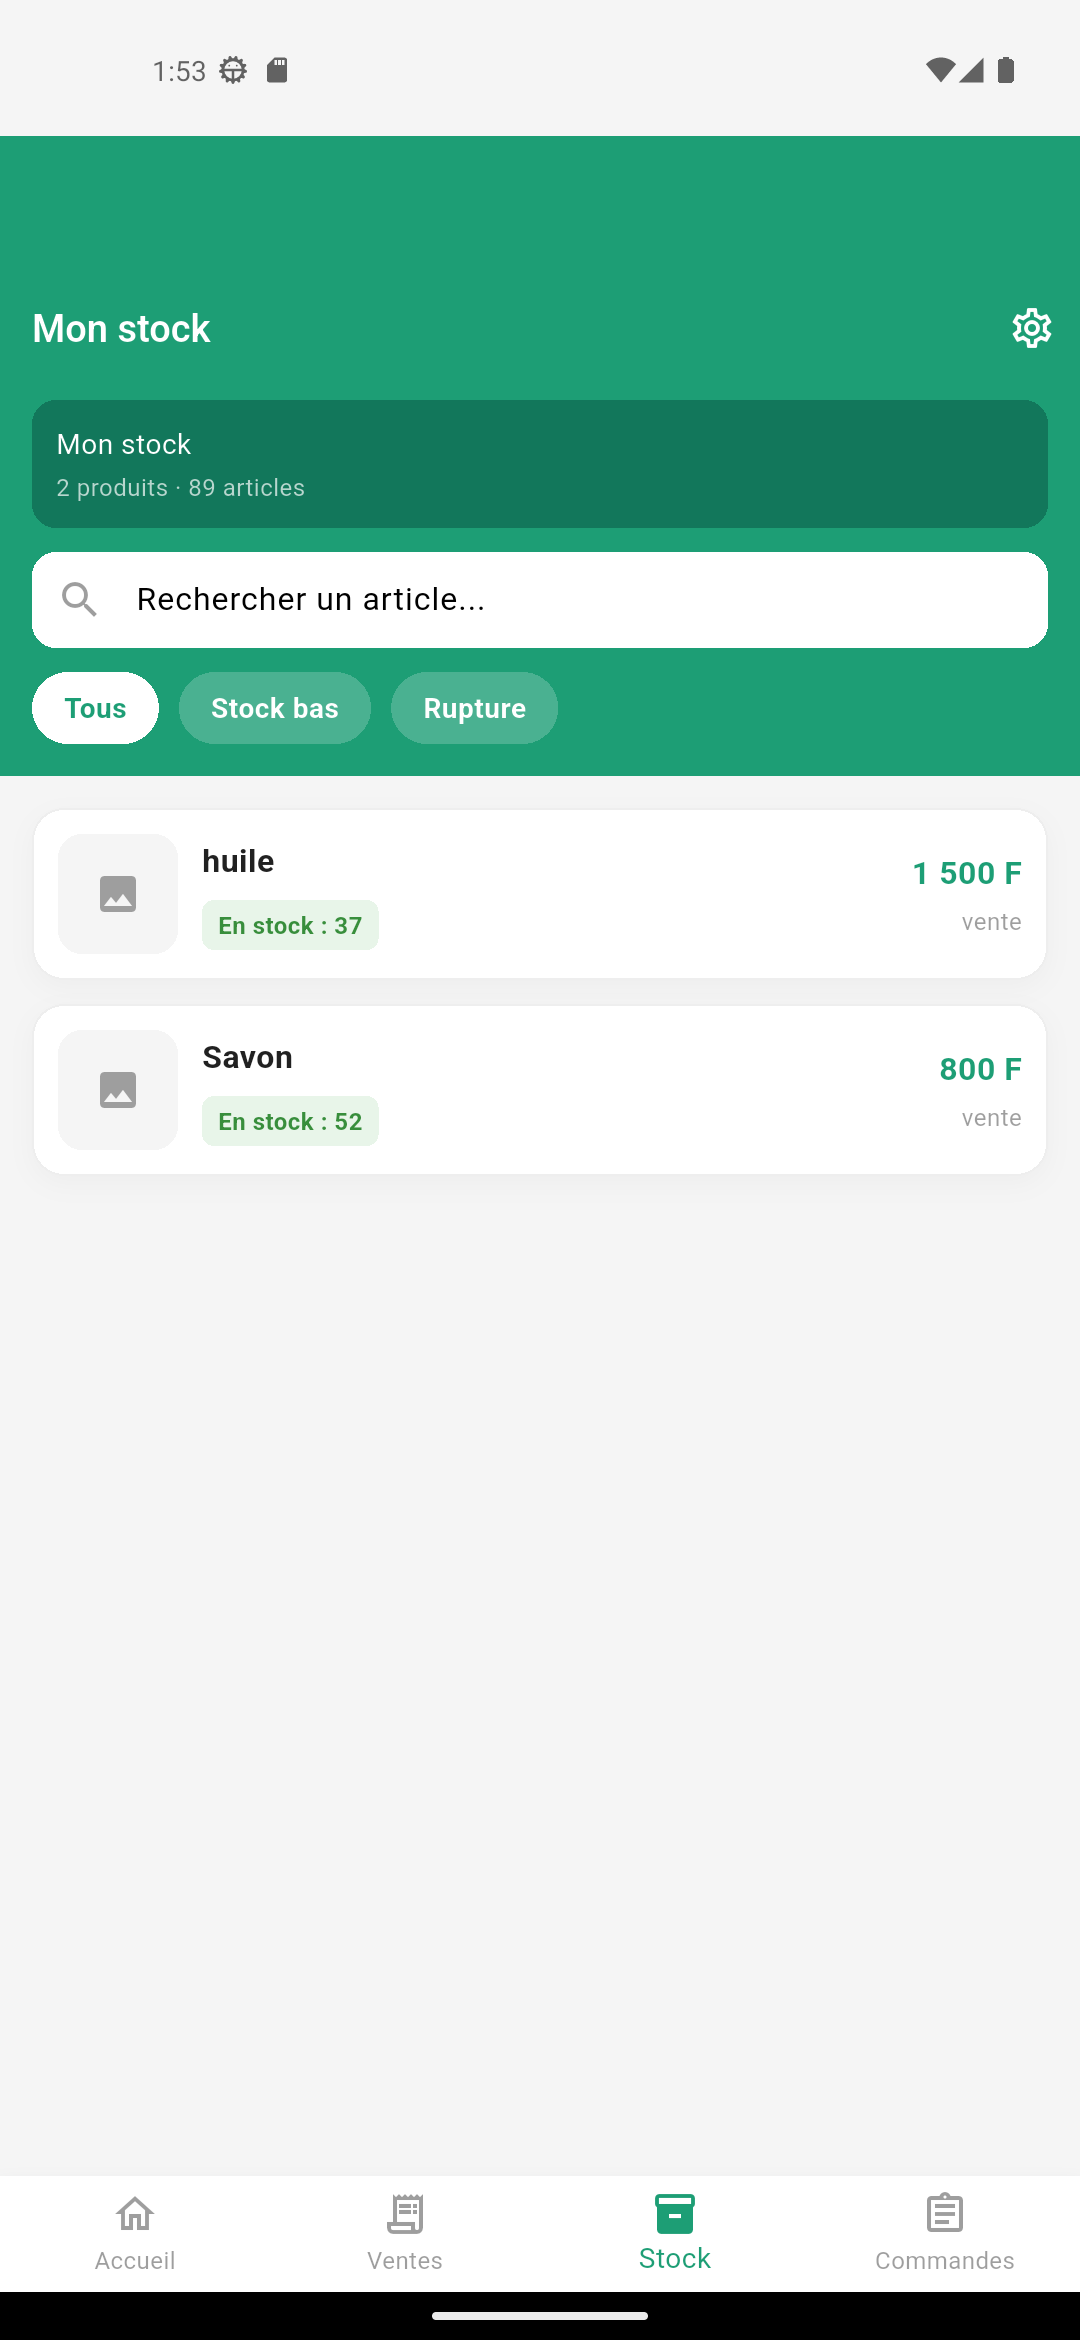 1:53
Mon stock
Mon stock
2 produits · 89 articles
Rechercher un article...
Tous
Stock bas
Rupture
huile
En stock : 37
1 500 F
vente
Savon
En stock : 52
800 F
vente
Accueil
Ventes
Stock
Commandes